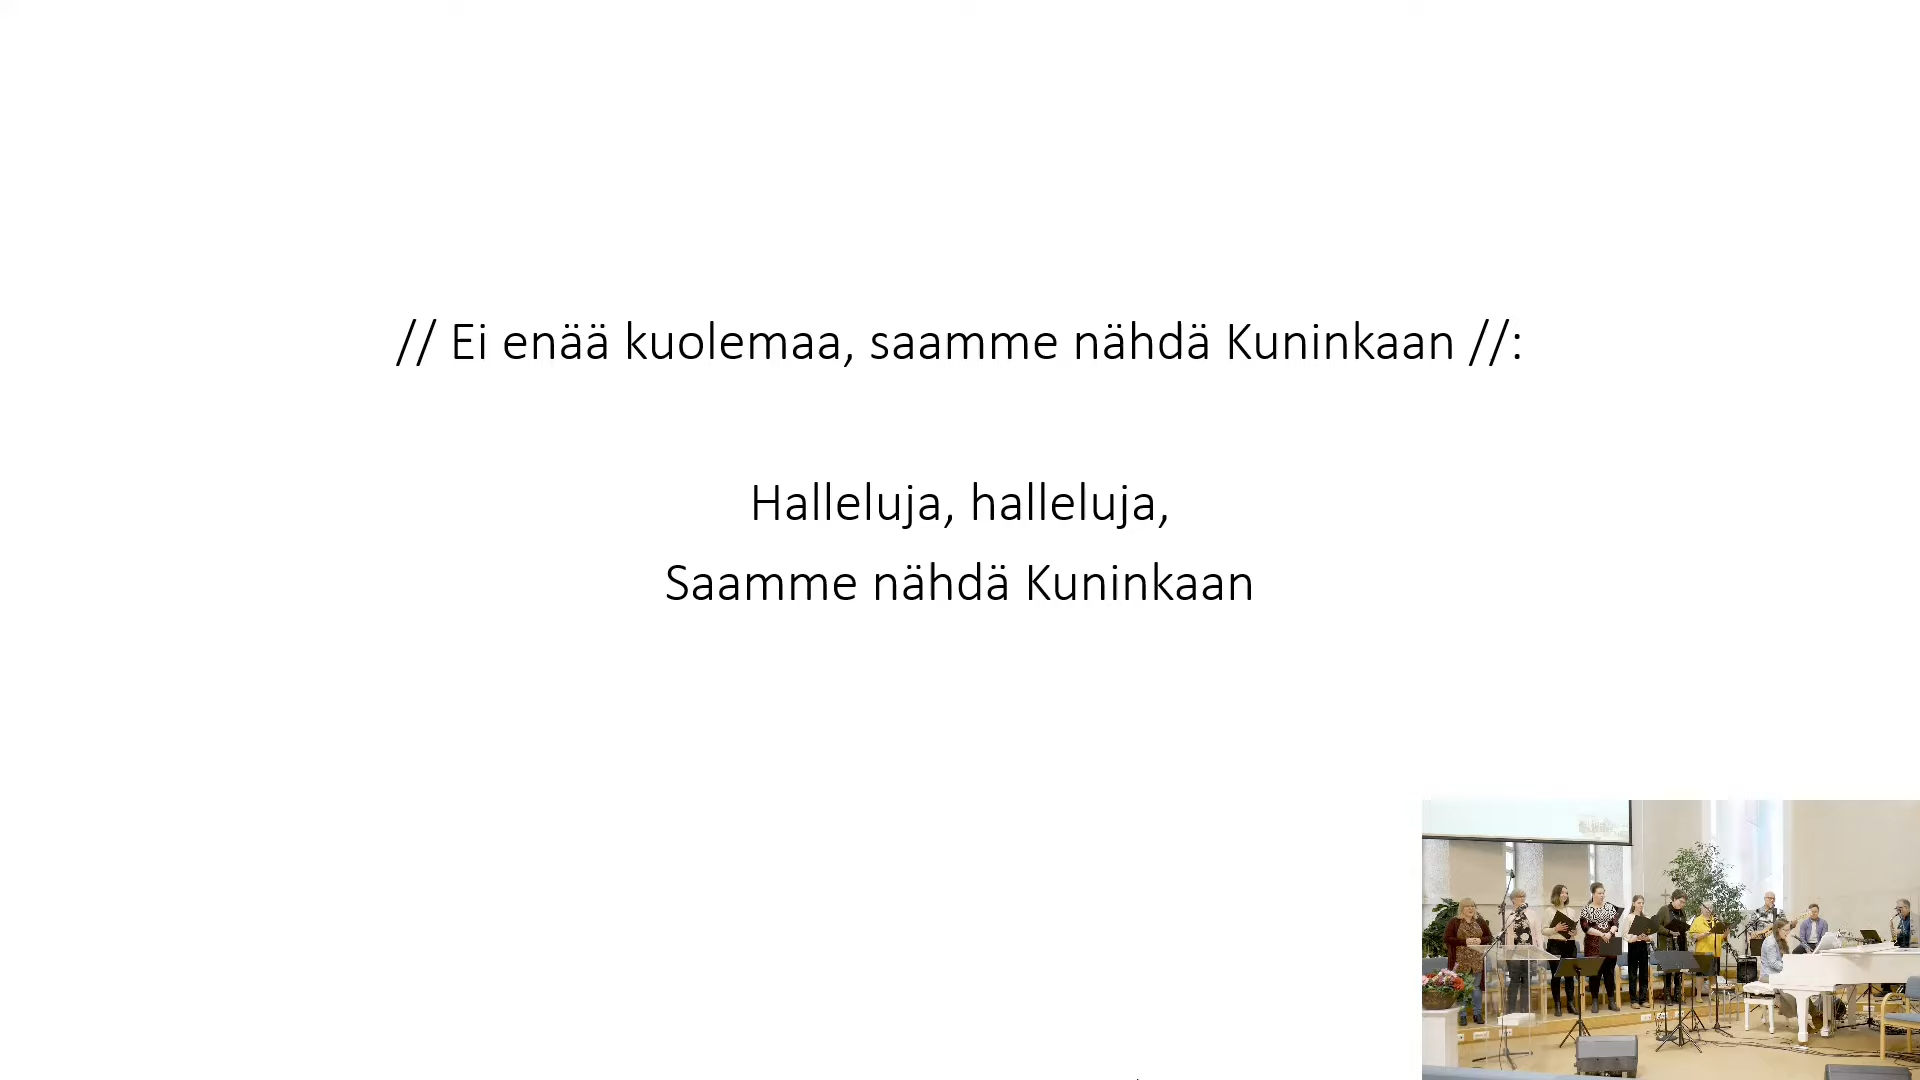 // Ei enää kuolemaa, saamme nähdä Kuninkaan //:
Halleluja, halleluja,
Saamme nähdä Kuninkaan